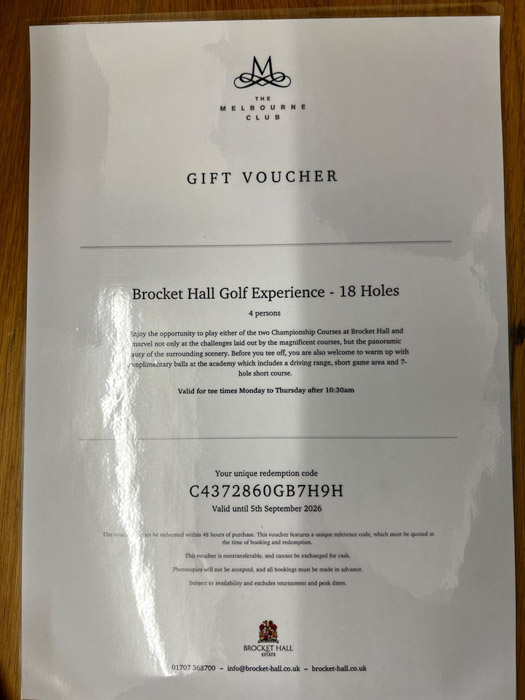 M
THE
MELBOURNE
CLUB
GIFT VOUCHER
Brocket Hall Golf Experience - 18 Holes
4 persons
Enjoy the opportunity to play either of the two Championship Courses at Brocket Hall and
marvel not only at the challenges laid out by the magnificent courses, but the panoramic
of the surrounding scenery. Before you tee off, you are also welcome to warm up with
complimentary balls at the academy which includes a driving range, short game area and 7-
hole short course.
Valid for tee times Monday to Thursday after 10:30am
Your unique redemption code
C4372860GB7H9H
Valid until 5th September 2026
This be redeemed within 48 hours of purchase. This voucher features a unique reference code, which must be quoted at
the time of booking and redemption.
This voucher is nontransferable, and cannot be exchanged for cash.
Photocopies will not be accepted, and all bookings must be made in advance.
Subject to availability and excludes tournament and peak dates.
BROCKET HALL
ESTATE
01707 368700 – info@brocket-hall.co.uk – brocket-hall.co.uk